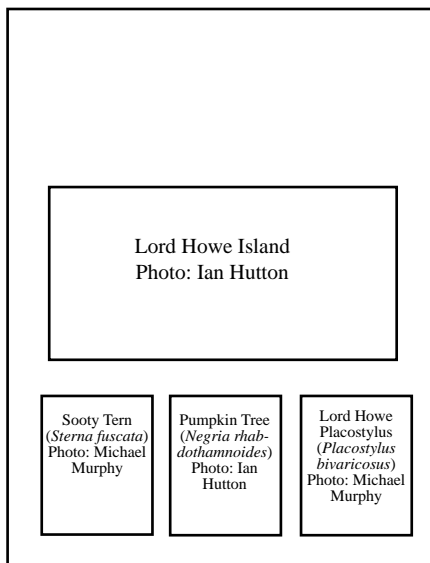 Lord Howe Island
Photo: Ian Hutton
Sooty Tern
(Sterna fuscata)
Photo: Michael
Murphy
Pumpkin Tree
(Negria rhab-
dothamnoides)
Photo: Ian
Hutton
Lord Howe
Placostylus
(Placostylus
bivaricosus)
Photo: Michael
Murphy